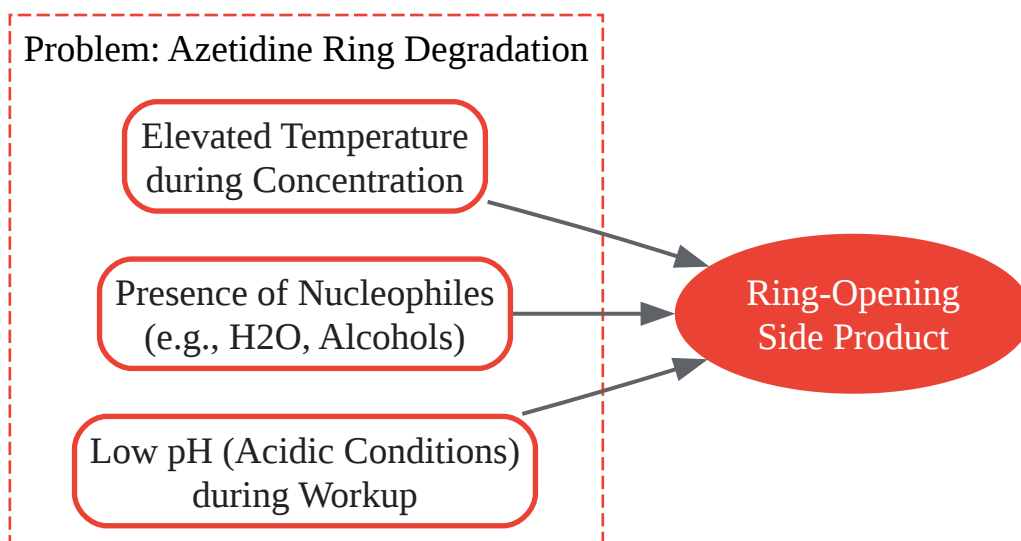 Problem: Azetidine Ring Degradation
Elevated Temperature
during Concentration
Presence of Nucleophiles
(e.g., H2O, Alcohols)
Low pH (Acidic Conditions)
during Workup
Ring-Opening
Side Product